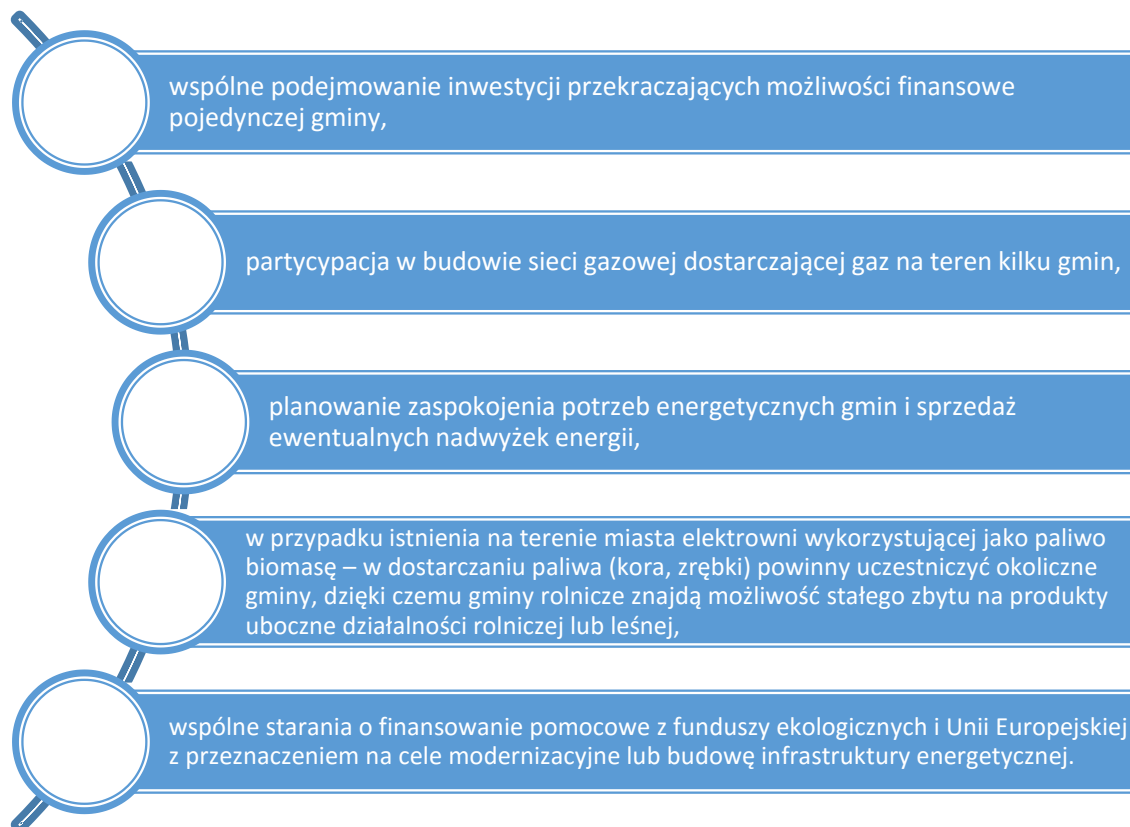 wspólne podejmowanie inwestycji przekraczających możliwości finansowe
pojedynczej gminy,
partycypacja w budowie sieci gazowej dostarczającej gaz na teren kilku gmin,
planowanie zaspokojenia potrzeb energetycznych gmin i sprzedaż
ewentualnych nadwyżek energii,
w przypadku istnienia na terenie miasta elektrowni wykorzystującej jako paliwo
biomasę – w dostarczaniu paliwa (kora, zrębki) powinny uczestniczyć okoliczne
gminy, dzięki czemu gminy rolnicze znajdą możliwość stałego zbytu na produkty
uboczne działalności rolniczej lub leśnej,
wspólne starania o finansowanie pomocowe z funduszy ekologicznych i Unii Europejskiej
z przeznaczeniem na cele modernizacyjne lub budowę infrastruktury energetycznej.